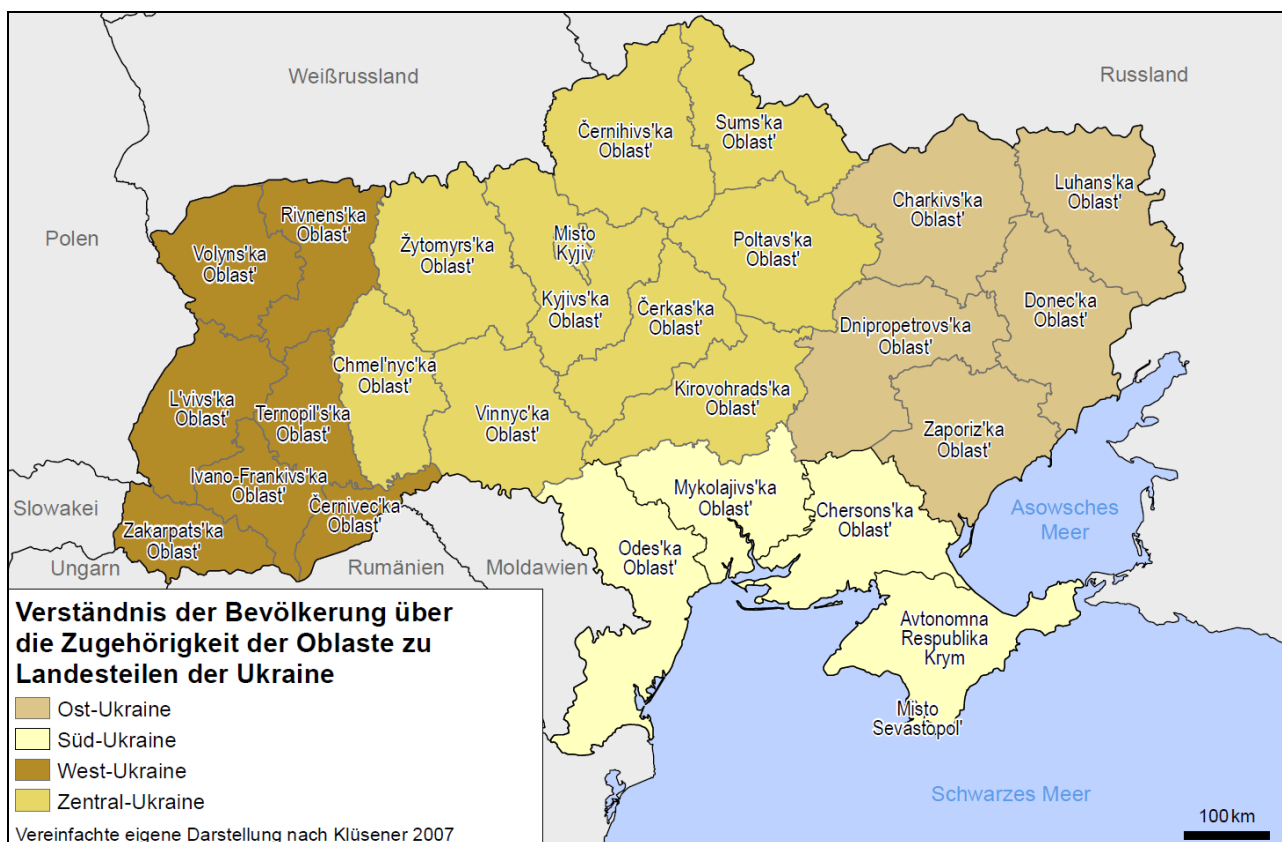 Weißrussland
Russland
Polen
Černihivs'ka
Oblast'
Sums'ka
Oblast'
Rivnens'ka
Oblast'
Volyns'ka
Oblast'
Žytomyrs'ka
Oblast'
Misto
Kyjiv
Kyjivs'ka
Oblast'
Poltavs'ka
Oblast'
Charkivs'ka
Oblast'
Luhans'ka
Oblast'
Čerkas'ka
Oblast'
Dnipropetrovs'ka
Oblast'
Donec'ka
Oblast'
L'vivs'ka
Oblast'
Ternopil's'ka
Oblast'
Chmel'nyc'ka
Oblast'
Vinnyc'ka
Oblast'
Kirovohrads'ka
Oblast'
Zaporiz'ka
Oblast'
Ivano-Frankivs'ka
Oblast'
Černivec'ka
Oblast'
Zakarpats'ka
Oblast'
Slowakei
Ungarn
Rumänien
Moldawien
Mykolajivs'ka
Oblast'
Chersons'ka
Oblast'
Odes'ka
Oblast'
Asowsches
Meer
Avtonomna
Respublika
Krym
Misto
Sevastopol'
Schwarzes Meer
100 km
Verständnis der Bevölkerung über
die Zugehörigkeit der Oblaste zu
Landesteilen der Ukraine
Ost-Ukraine
Süd-Ukraine
West-Ukraine
Zentral-Ukraine
Vereinfachte eigene Darstellung nach Klüsener 2007